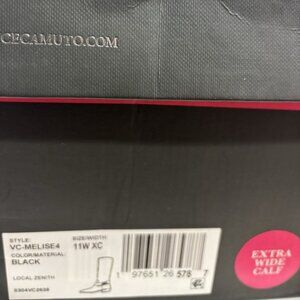 CECAMUTO.COM
STYLE:
VC-MELISE4
SIZE/WIDTH:
11W XC
COLOR/MATERIAL:
BLACK
LOCAL ZENITH
1 97651 26 578 7
EXTRA
WIDE
CALF